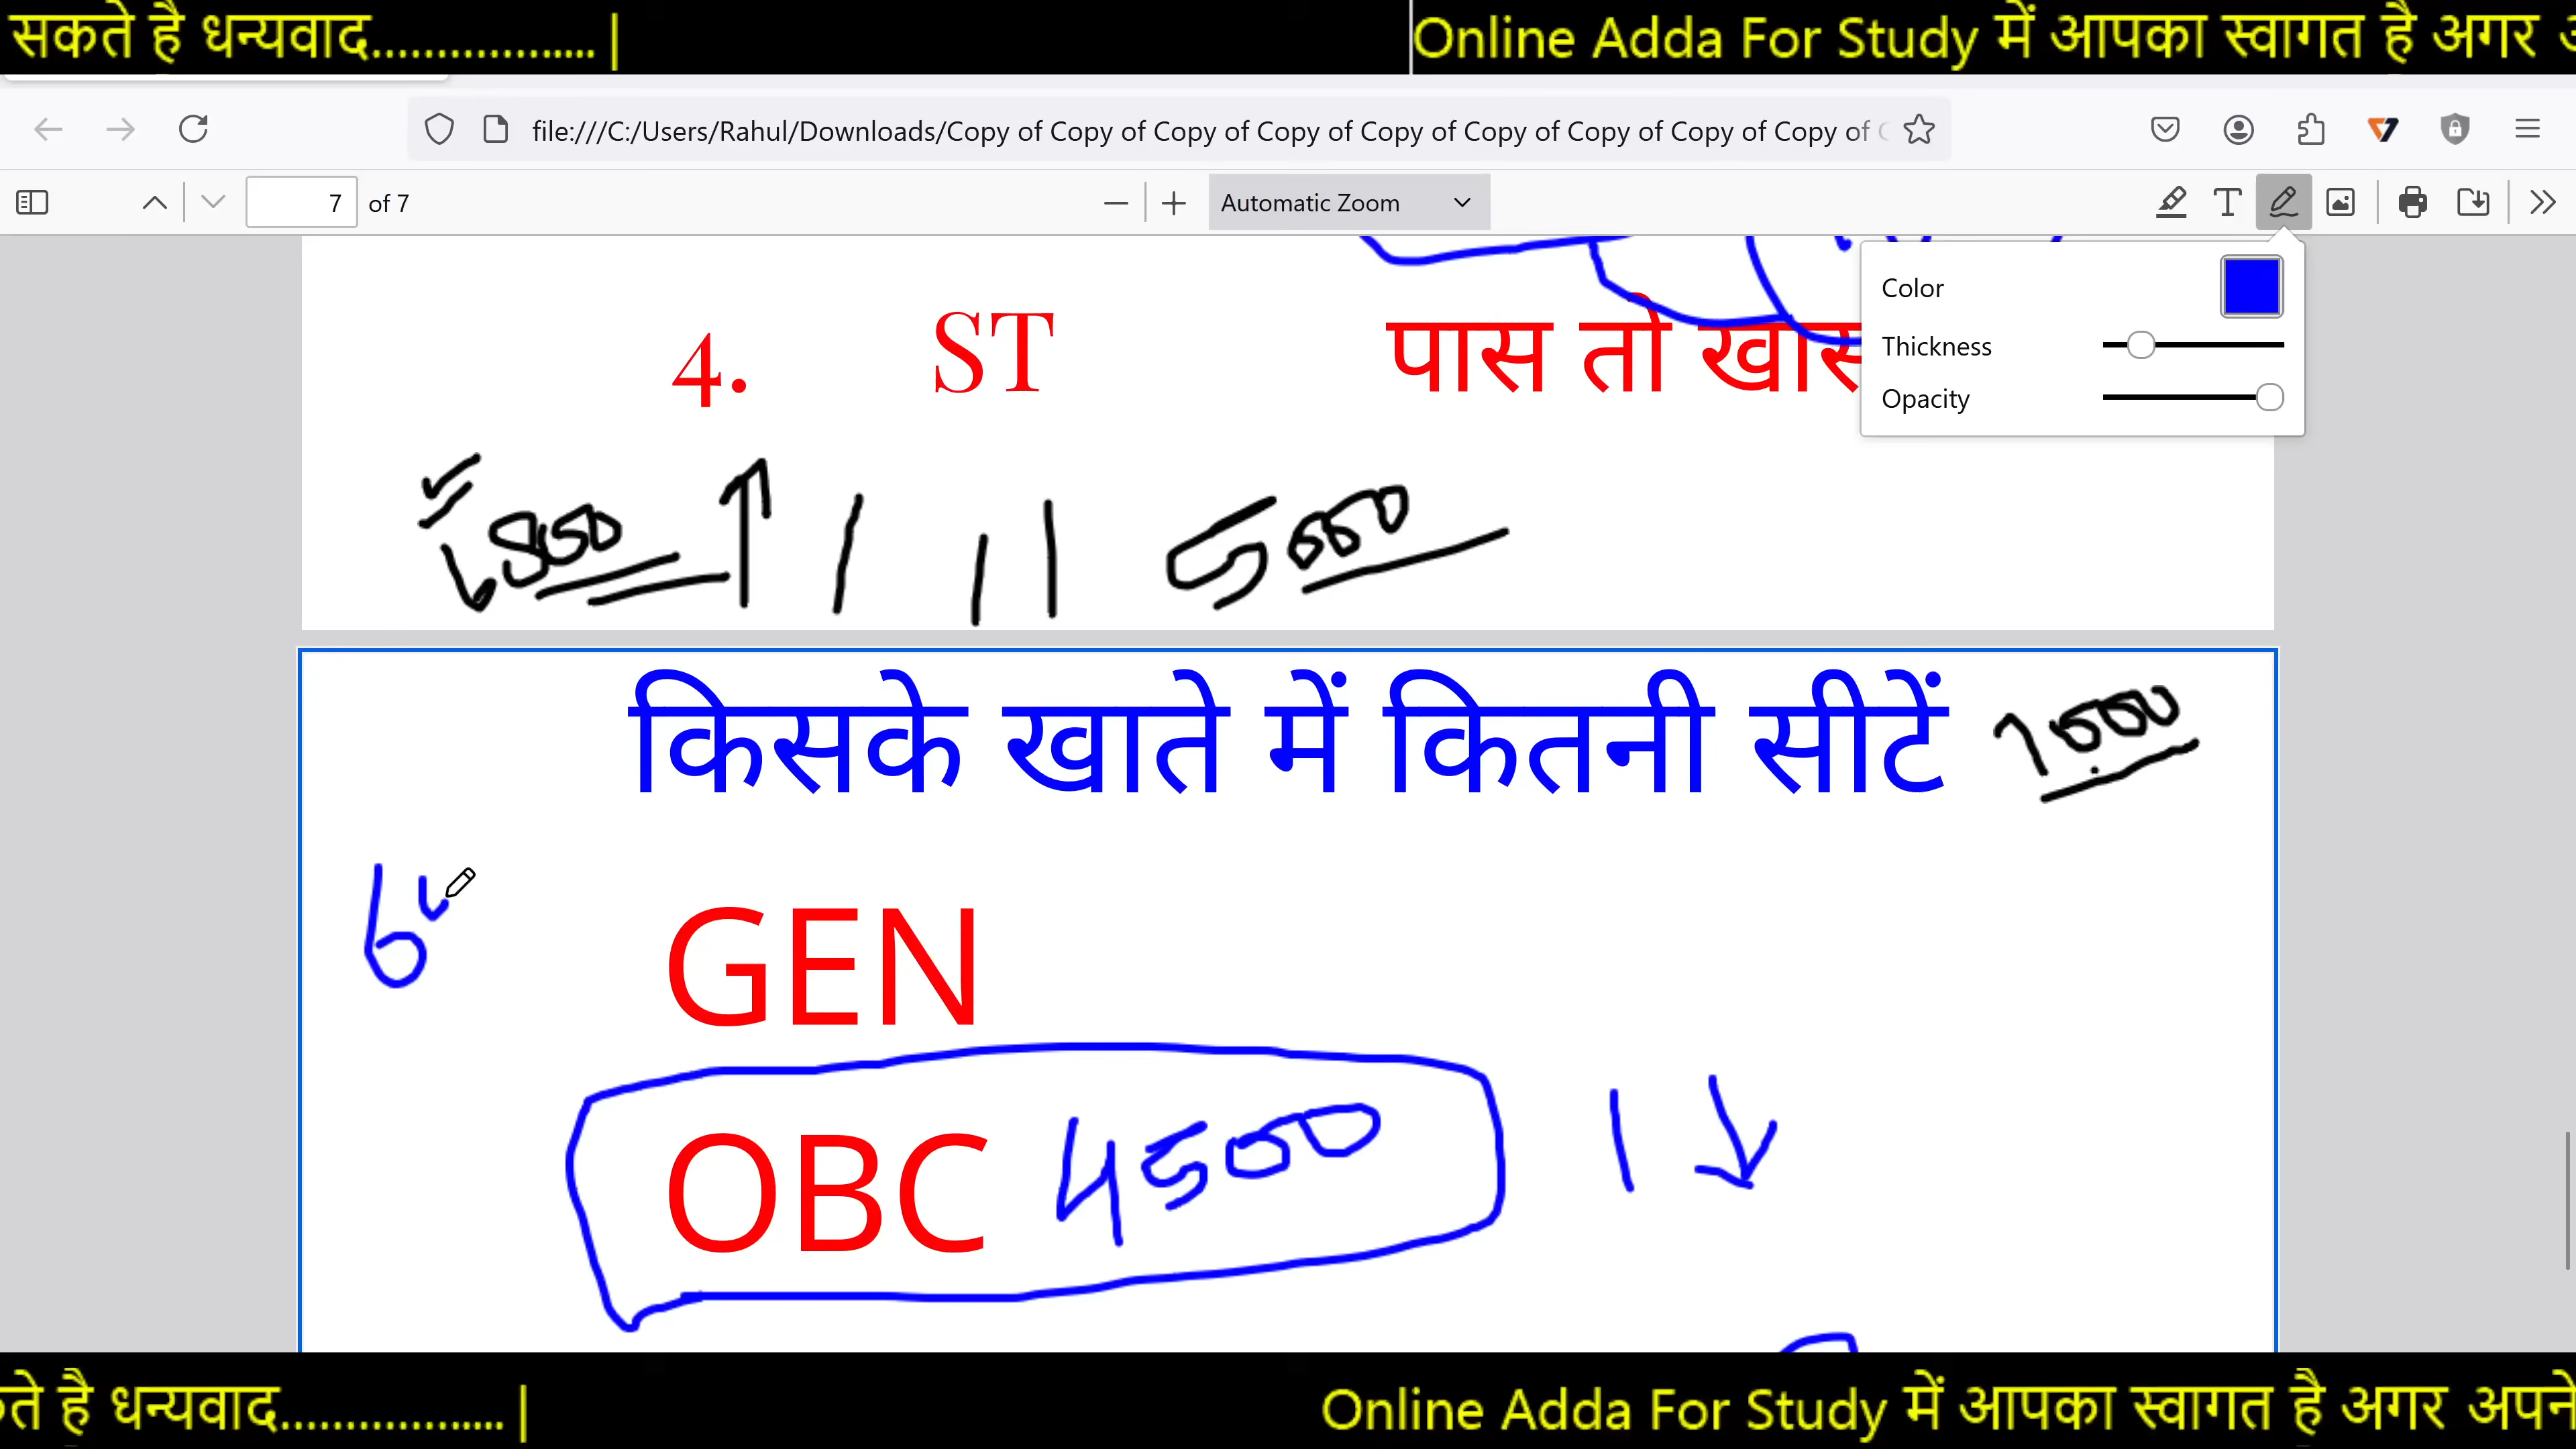 सकते है धन्यवाद................. | Online Adda For Study में आपका स्वागत है अगर
file:///C:/Users/Rahul/Downloads/Copy of Copy of Copy of Copy of Copy of Copy of Copy of Copy of Copy of
7 of 7
Automatic Zoom
Color
Thickness
Opacity
4. ST पास तो खास
5000
किसके खाते में कितनी सीटें
GEN
OBC 4500
है धन्यवाद................. | Online Adda For Study में आपका स्वागत है अगर अपने